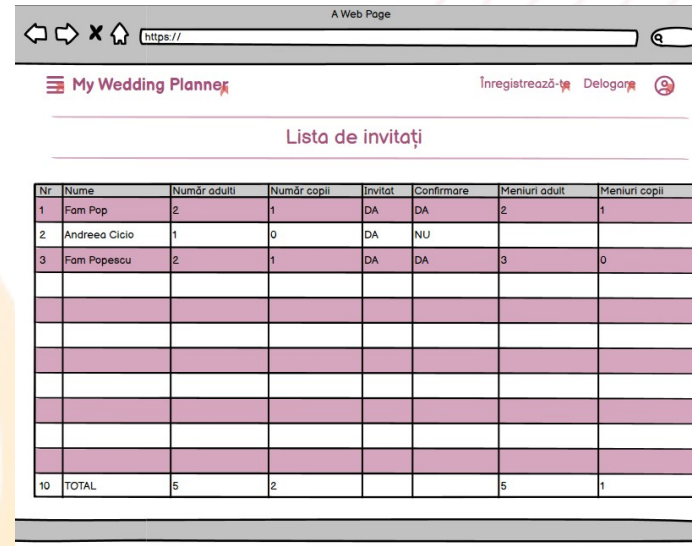 A Web Page
https://
My Wedding Planner Înregistrează-te Delogare
Lista de invitați
Nr Nume Număr adulti Număr copii Invitat Confirmare Meniuri adult Meniuri copii
1 Fam Pop 2 1 DA DA 2 1
2 Andreea Cicio 1 0 DA NU
3 Fam Popescu 2 1 DA DA 3 0
10 TOTAL 5 2 5 1